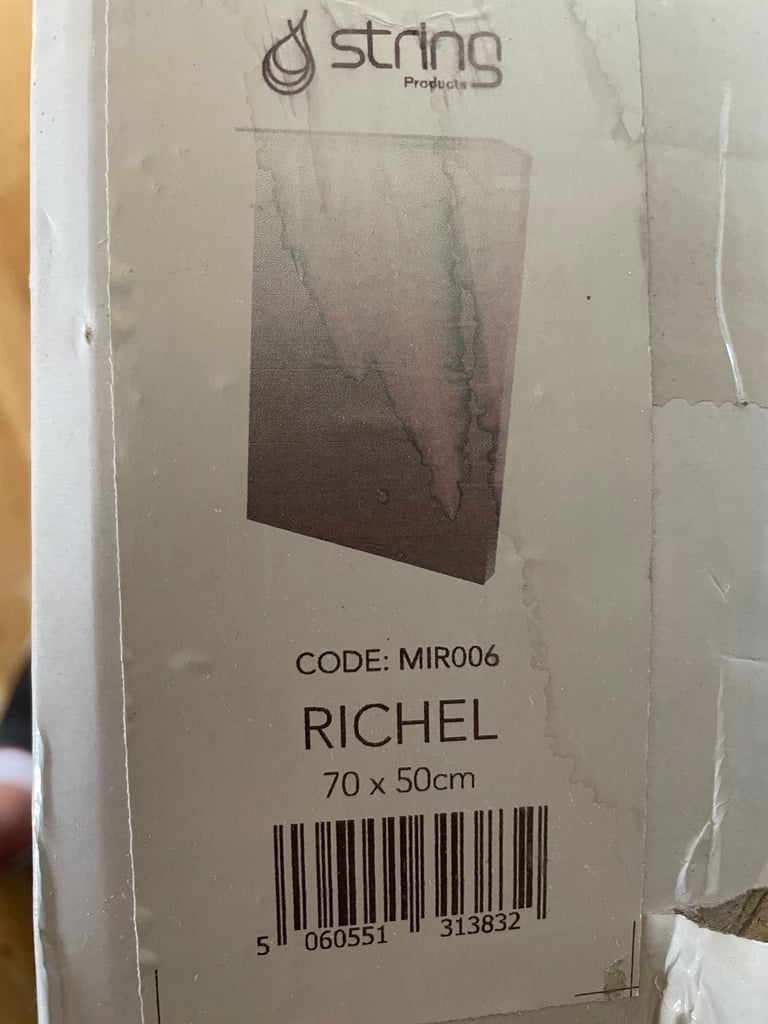 string
Products
CODE: MIR006
RICHEL
70 x 50cm
5 060551 313832